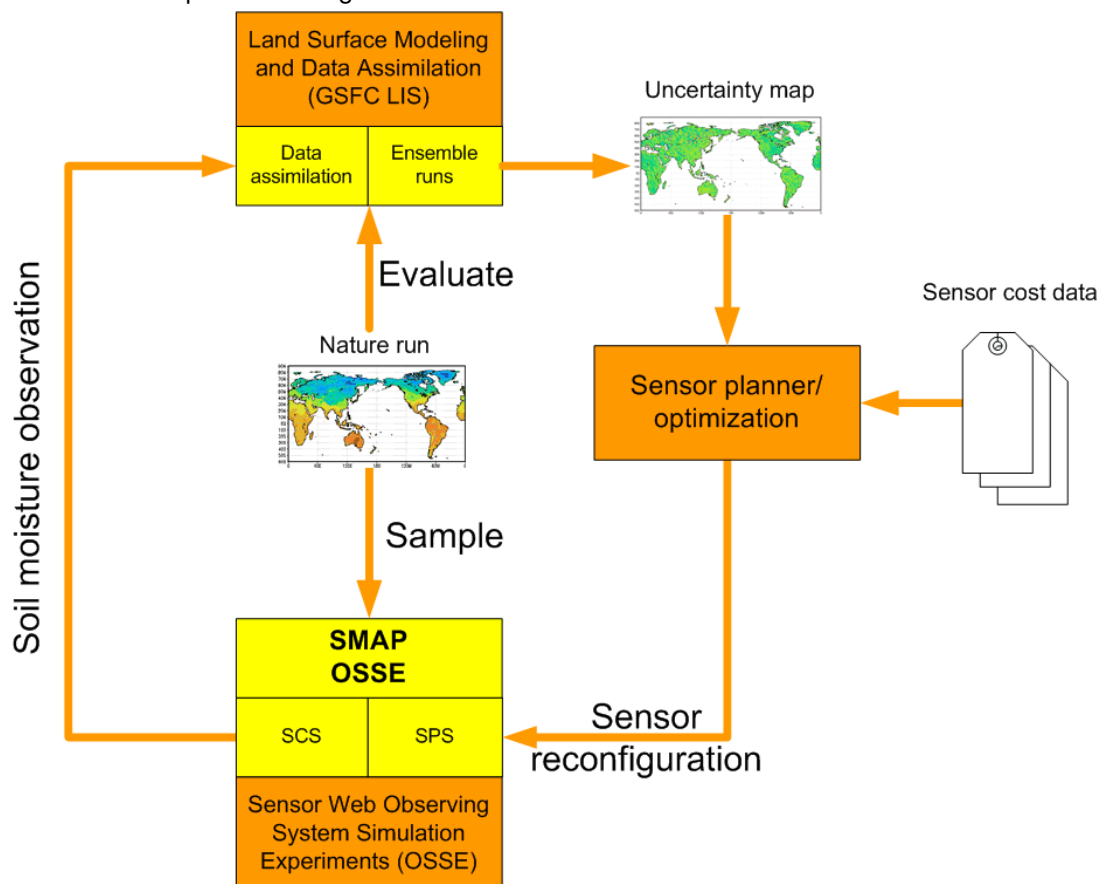 Land Surface Modeling
and Data Assimilation
(GSFC LIS)
Data
assimilation
Ensemble
runs
Uncertainty map
Evaluate
Soil moisture observation
Nature run
Sensor cost data
Sensor planner/
optimization
Sample
SMAP
OSSE
SCS
SPS
Sensor
reconfiguration
Sensor Web Observing
System Simulation
Experiments (OSSE)